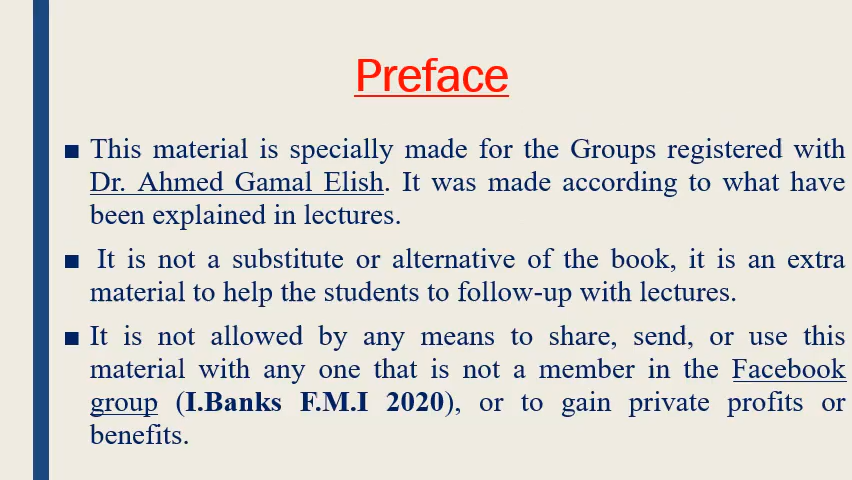 Preface
■ This material is specially made for the Groups registered with
Dr. Ahmed Gamal Elish. It was made according to what have
been explained in lectures.
■ It is not a substitute or alternative of the book, it is an extra
material to help the students to follow-up with lectures.
■ It is not allowed by any means to share, send, or use this
material with any one that is not a member in the Facebook
group (I.Banks F.M.I 2020), or to gain private profits or
benefits.